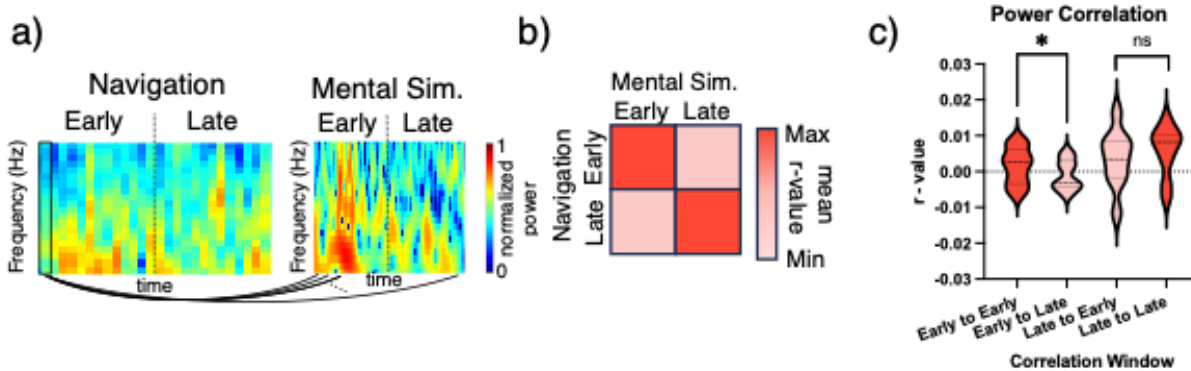 a)
Navigation
Early Late
Frequency (Hz)
time
Mental Sim.
Early Late
Frequency (Hz)
time
1
normalized
power
0
b)
Mental Sim.
Early Late
Navigation
Early
Late
Max
mean
r-value
Min
c)
Power Correlation
*
ns
0.03
0.02
0.010
0.00
-0.01
-0.02
-0.03
r - value
Early to Early
Early to Late
Late to Early
Late to Late
Correlation Window